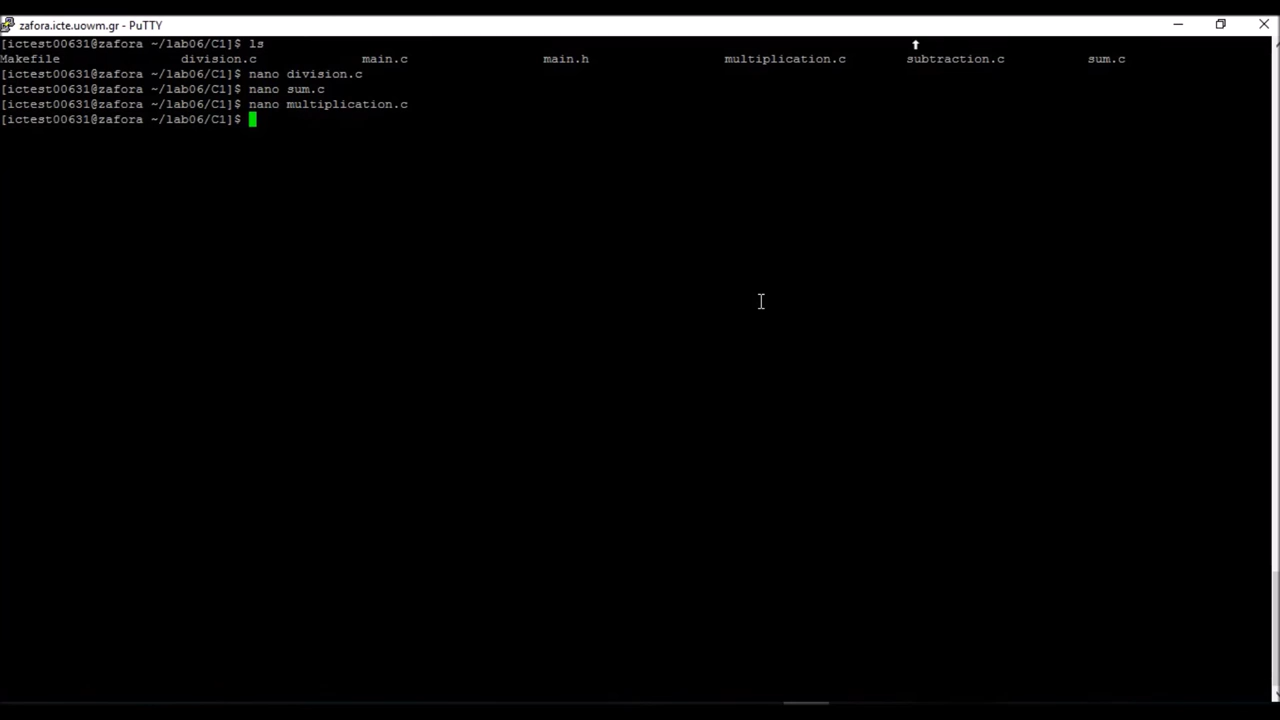 zafora.icte.uowm.gr - PuTTY
[ictest00631@zafora ~/lab06/C1]$ ls
Makefile division.c main.c main.h multiplication.c subtraction.c sum.c
[ictest00631@zafora ~/lab06/C1]$ nano division.c
[ictest00631@zafora ~/lab06/C1]$ nano sum.c
[ictest00631@zafora ~/lab06/C1]$ nano multiplication.c
[ictest00631@zafora ~/lab06/C1]$